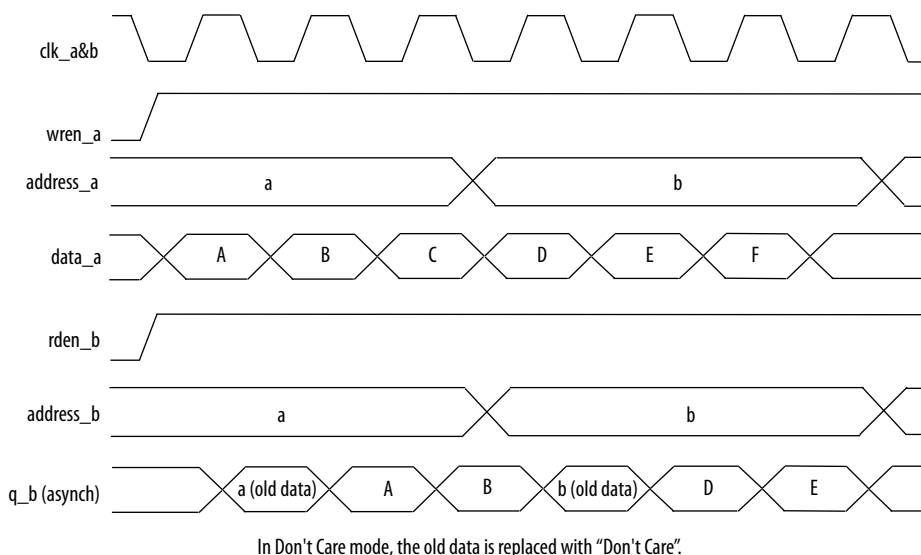 clk_a&b
wren_a
address_a a b
data_a A B C D E F
rden_b
address_b a b
q_b (asynch) a (old data) A B b (old data) D E
In Don't Care mode, the old data is replaced with “Don't Care”.